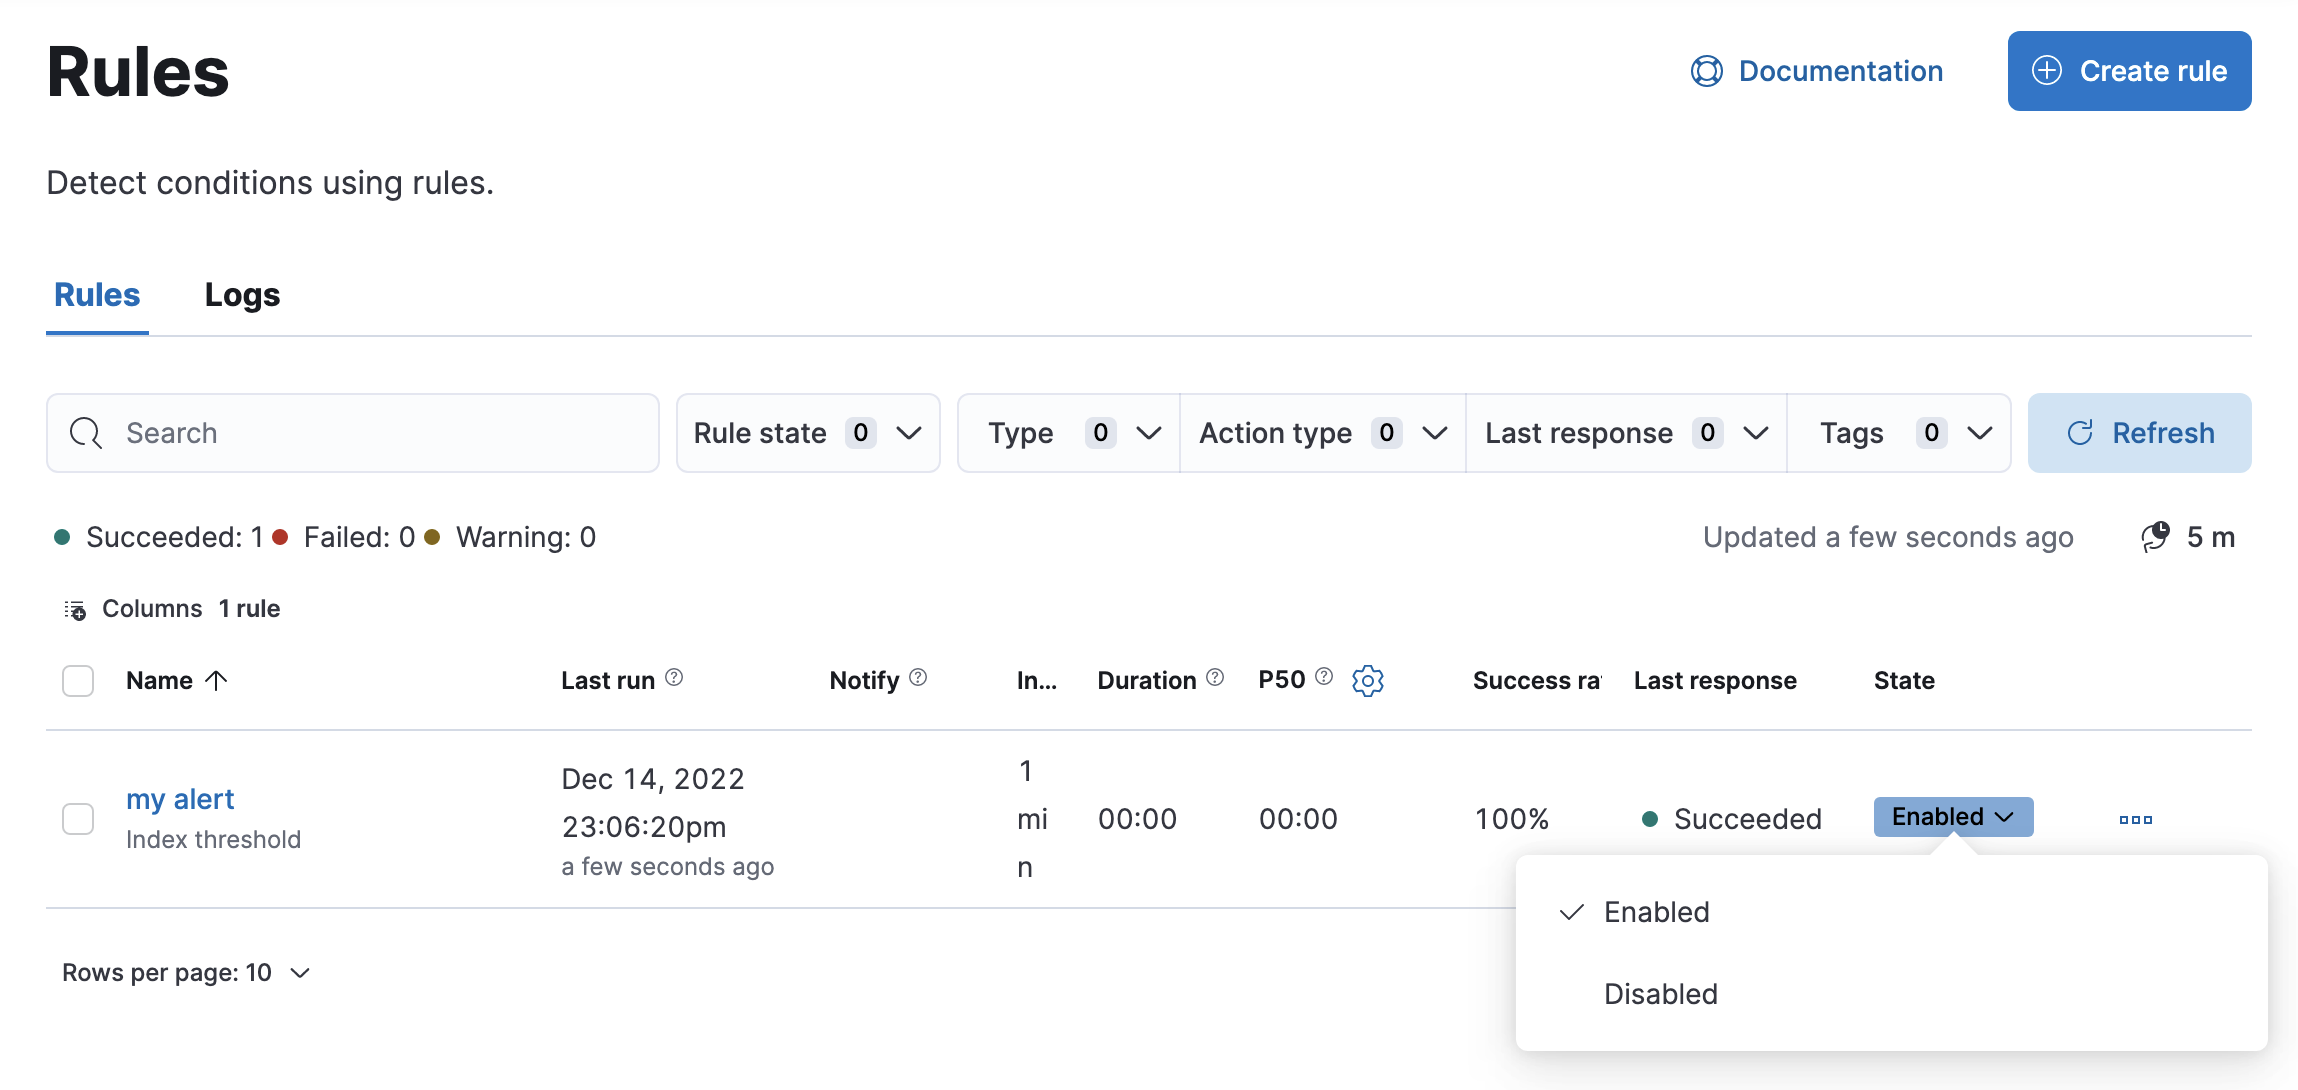 Rules
Documentation
Create rule
Detect conditions using rules.
Rules
Logs
Search
Rule state 0
Type 0
Action type 0
Last response 0
Tags 0
Refresh
Succeeded: 1
Failed: 0
Warning: 0
Updated a few seconds ago
5 m
Columns
1 rule
Name
Last run
Notify
In...
Duration
P50
Success ra
Last response
State
my alert
Index threshold
Dec 14, 2022
23:06:20pm
a few seconds ago
1
mi
n
00:00
00:00
100%
Succeeded
Enabled
Enabled
Disabled
Rows per page: 10